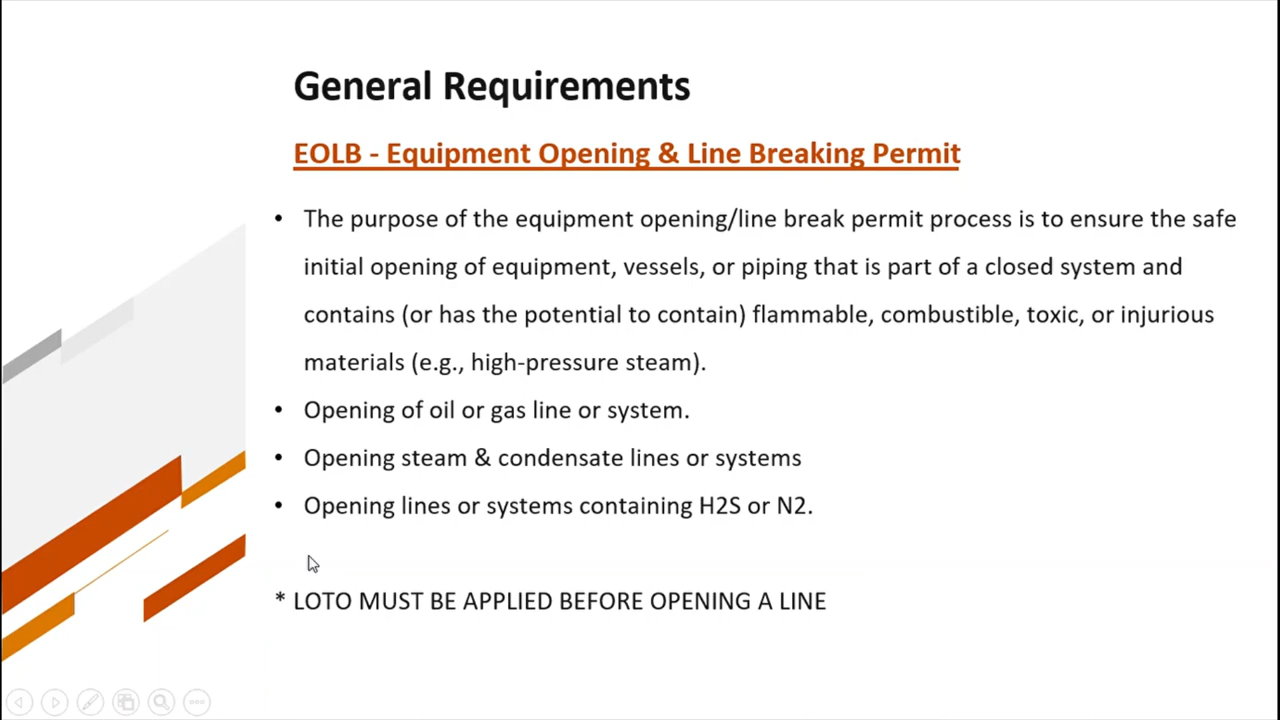 General Requirements
EOLB - Equipment Opening & Line Breaking Permit
• The purpose of the equipment opening/line break permit process is to ensure the safe
initial opening of equipment, vessels, or piping that is part of a closed system and
contains (or has the potential to contain) flammable, combustible, toxic, or injurious
materials (e.g., high-pressure steam).
• Opening of oil or gas line or system.
• Opening steam & condensate lines or systems
• Opening lines or systems containing H2S or N2.
* LOTO MUST BE APPLIED BEFORE OPENING A LINE